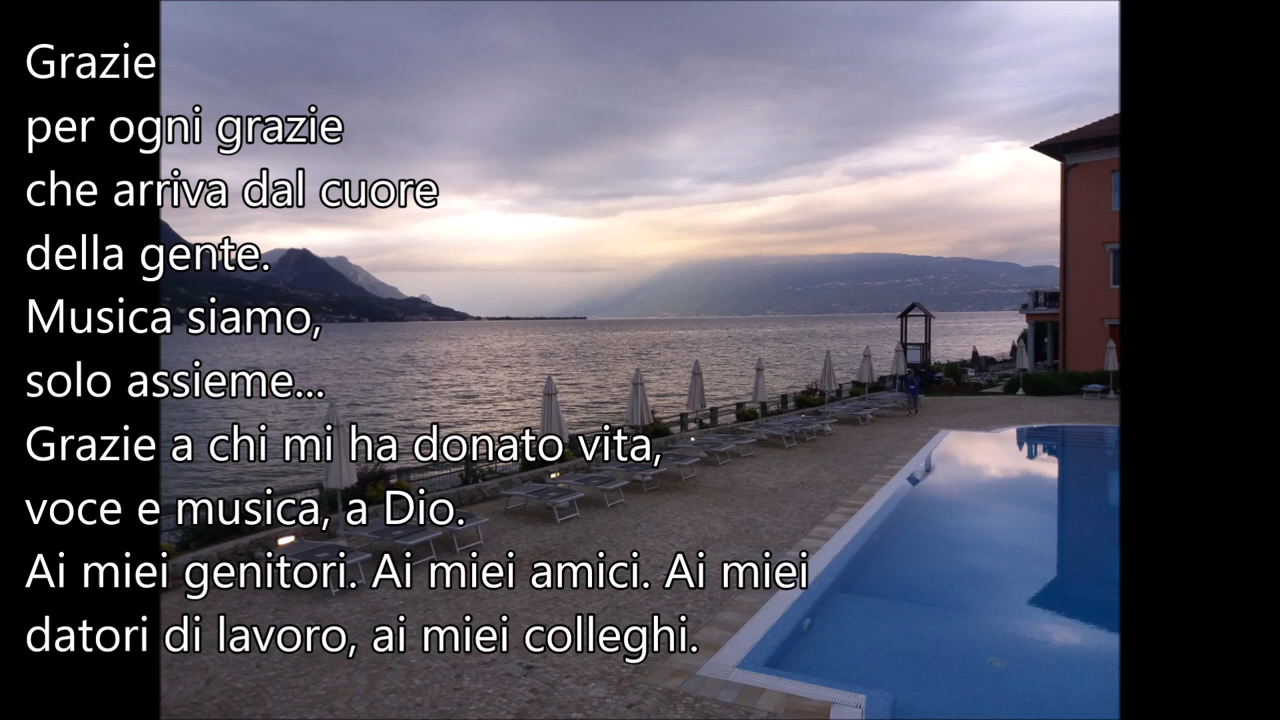 Grazie
per ogni grazie
che arriva dal cuore
della gente.
Musica siamo,
solo assieme...
Grazie a chi mi ha donato vita,
voce e musica, a Dio.
Ai miei genitori. Ai miei amici. Ai miei
datori di lavoro, ai miei colleghi.